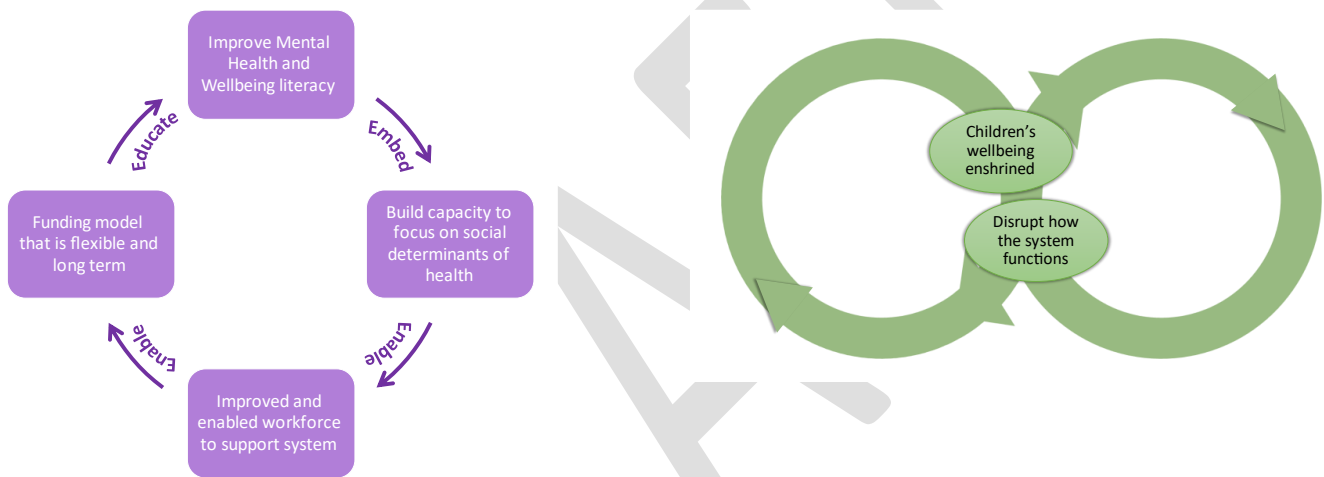 Improve Mental
Health and
Wellbeing literacy
Embed
Build capacity to
focus on social
determinants of
health
Enable
Improved and
enabled workforce
to support system
Enable
Funding model
that is flexible and
long term
Educate
Children's
wellbeing
enshrined
Disrupt how
the system
functions